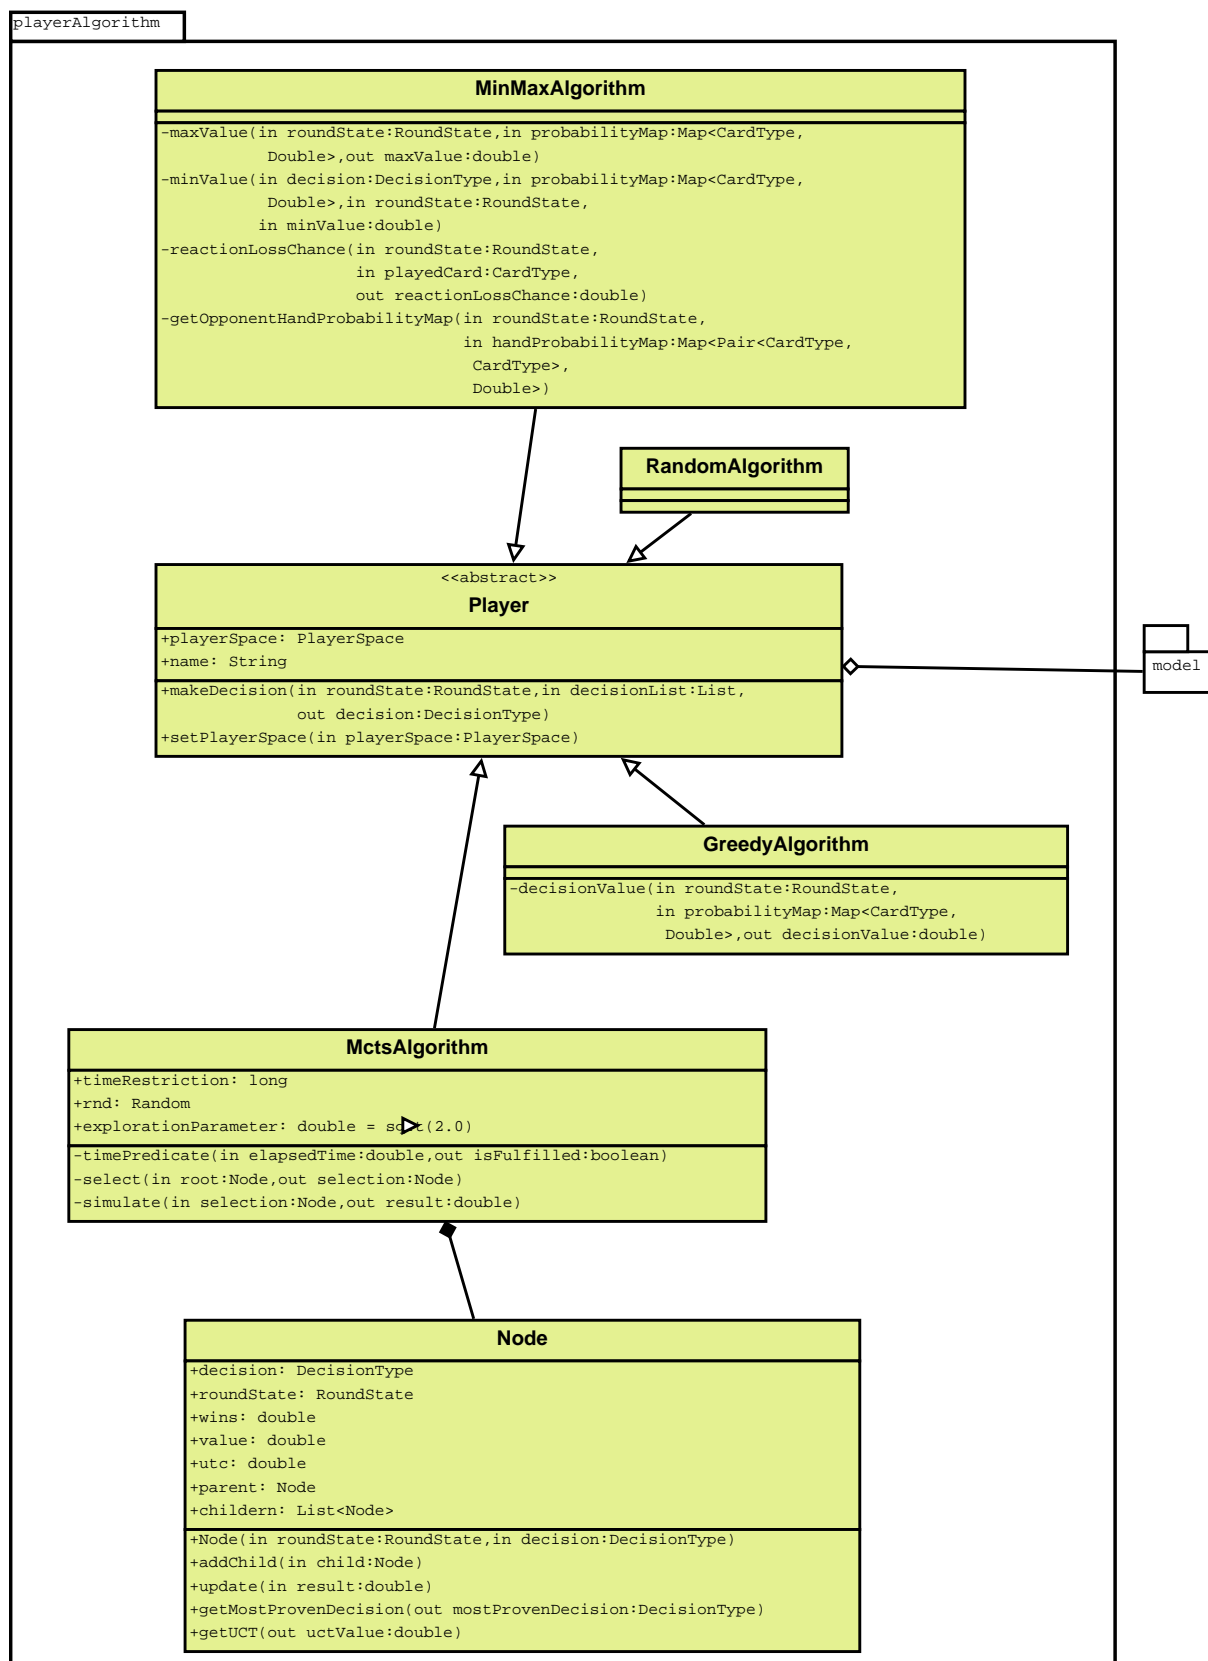 playerAlgorithm
MinMaxAlgorithm
-maxValue(in roundState:RoundState,in probabilityMap:Map<CardType,
Double>,out maxValue:double)
-minValue(in decision:DecisionType,in probabilityMap:Map<CardType,
Double>,in roundState:RoundState,
in minValue:double)
-reactionLossChance(in roundState:RoundState,
in playedCard:CardType,
out reactionLossChance:double)
-getOpponentHandProbabilityMap(in roundState:RoundState,
in handProbabilityMap:Map<Pair<CardType,
CardType>,
Double>)
RandomAlgorithm
<<abstract>>
Player
+playerSpace: PlayerSpace
+name: String
+makeDecision(in roundState:RoundState,in decisionList:List,
out decision:DecisionType)
+setPlayerSpace(in playerSpace:PlayerSpace)
model
GreedyAlgorithm
-decisionValue(in roundState:RoundState,
in probabilityMap:Map<CardType,
Double>,out decisionValue:double)
MctsAlgorithm
+timeRestriction: long
+rnd: Random
+explorationParameter: double = sqrt(2.0)
-timePredicate(in elapsedTime:double,out isFulfilled:boolean)
-select(in root:Node,out selection:Node)
-simulate(in selection:Node,out result:double)
Node
+decision: DecisionType
+roundState: RoundState
+wins: double
+value: double
+utc: double
+parent: Node
+childern: List<Node>
+Node(in roundState:RoundState,in decision:DecisionType)
+addChild(in child:Node)
+update(in result:double)
+getMostProvenDecision(out mostProvenDecision:DecisionType)
+getUCT(out uctValue:double)